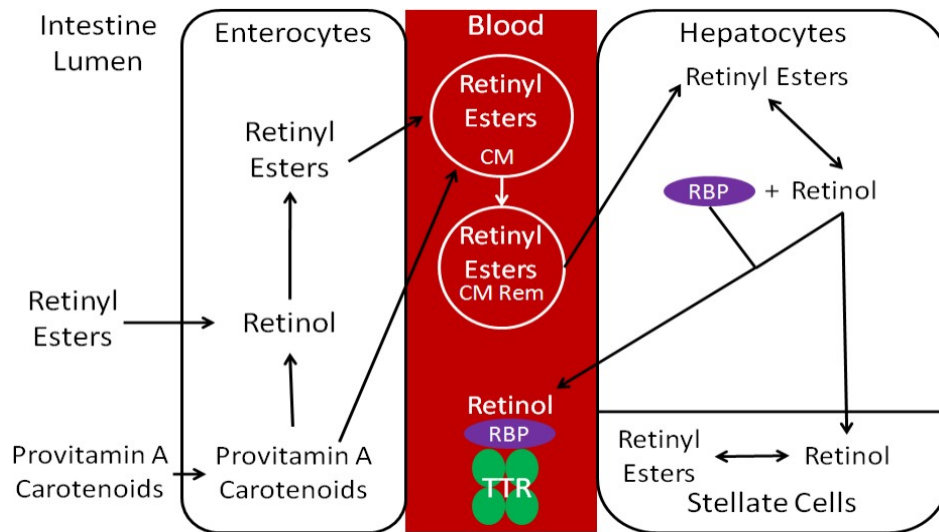 Intestine
Lumen
Retinyl
Esters
Provitamin A
Carotenoids
Enterocytes
Retinyl
Esters
Retinol
Provitamin A
Carotenoids
Blood
Retinyl
Esters
CM
Retinyl
Esters
CM Rem
Retinol
RBP
TTR
Hepatocytes
Retinyl Esters
RBP + Retinol
Retinyl
Esters
Retinol
Stellate Cells